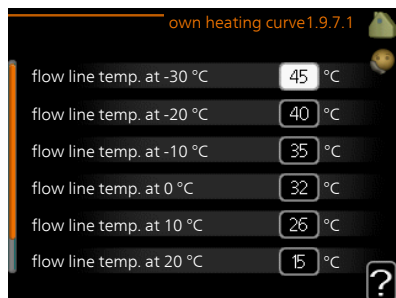 own heating curve1.9.7.1
flow line temp. at -30 °C 45 °C
flow line temp. at -20 °C 40 °C
flow line temp. at -10 °C 35 °C
flow line temp. at 0 °C 32 °C
flow line temp. at 10 °C 26 °C
flow line temp. at 20 °C 15 °C
?